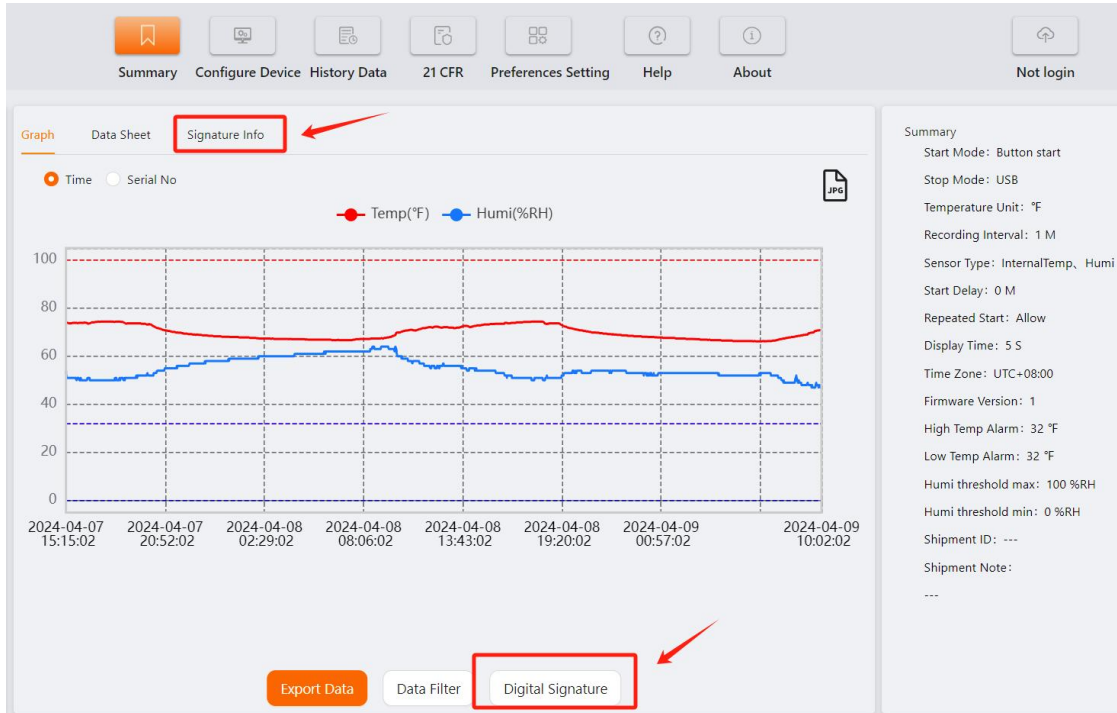 Summary Configure Device History Data 21 CFR Preferences Setting Help About Not login
Graph Data Sheet Signature Info
Time Serial No
JPG
Temp(°F) Humi(%RH)
100
80
60
40
20
0
2024-04-07 2024-04-07 2024-04-08 2024-04-08 2024-04-08 2024-04-08 2024-04-09 2024-04-09
15:15:02 20:52:02 02:29:02 08:06:02 13:43:02 19:20:02 00:57:02 10:02:02
Export Data Data Filter Digital Signature
Summary
Start Mode: Button start
Stop Mode: USB
Temperature Unit: °F
Recording Interval: 1 M
Sensor Type: InternalTemp、Humi
Start Delay: 0 M
Repeated Start: Allow
Display Time: 5 S
Time Zone: UTC+08:00
Firmware Version: 1
High Temp Alarm: 32 °F
Low Temp Alarm: 32 °F
Humi threshold max: 100 %RH
Humi threshold min: 0 %RH
Shipment ID: ---
Shipment Note:
---